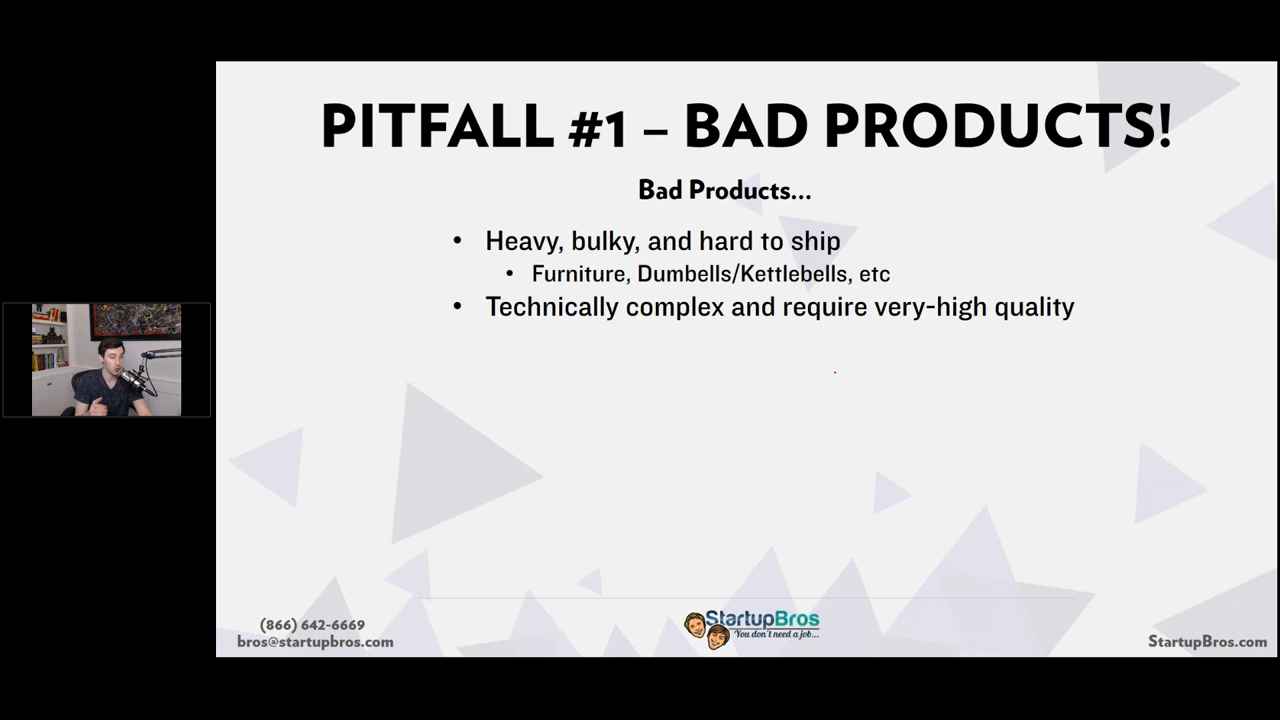 PITFALL #1 – BAD PRODUCTS!
Bad Products...
• Heavy, bulky, and hard to ship
• Furniture, Dumbells/Kettlebells, etc
• Technically complex and require very-high quality
(866) 642-6669
bros@startupbros.com
StartupBros
"You don't need a job...
StartupBros.com